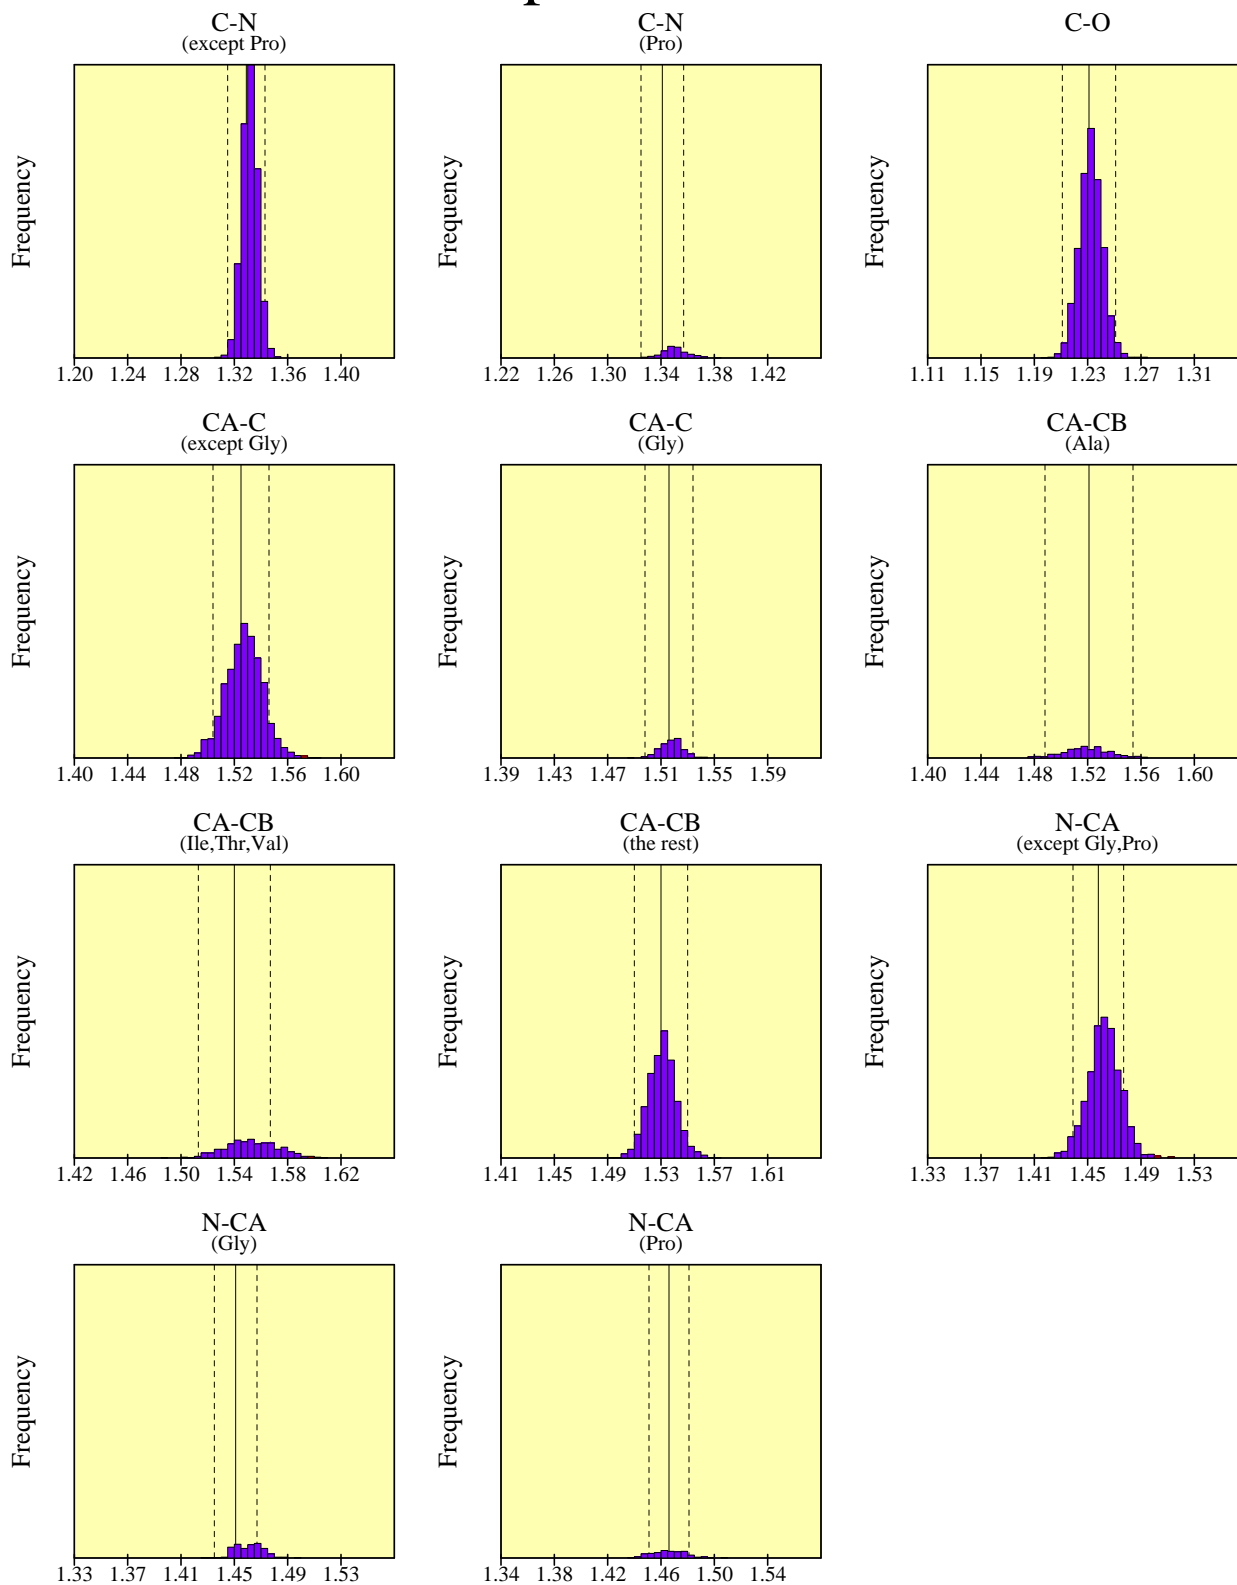 C-N
(except Pro)
C-N
(Pro)
C-O
Frequency
Frequency
Frequency
1.20 1.24 1.28 1.32 1.36 1.40
1.22 1.26 1.30 1.34 1.38 1.42
1.11 1.15 1.19 1.23 1.27 1.31
CA-C
(except Gly)
CA-C
(Gly)
CA-CB
(Ala)
Frequency
Frequency
Frequency
1.40 1.44 1.48 1.52 1.56 1.60
1.39 1.43 1.47 1.51 1.55 1.59
1.40 1.44 1.48 1.52 1.56 1.60
CA-CB
(Ile,Thr,Val)
CA-CB
(the rest)
N-CA
(except Gly,Pro)
Frequency
Frequency
Frequency
1.42 1.46 1.50 1.54 1.58 1.62
1.41 1.45 1.49 1.53 1.57 1.61
1.33 1.37 1.41 1.45 1.49 1.53
N-CA
(Gly)
N-CA
(Pro)
Frequency
Frequency
1.33 1.37 1.41 1.45 1.49 1.53
1.34 1.38 1.42 1.46 1.50 1.54